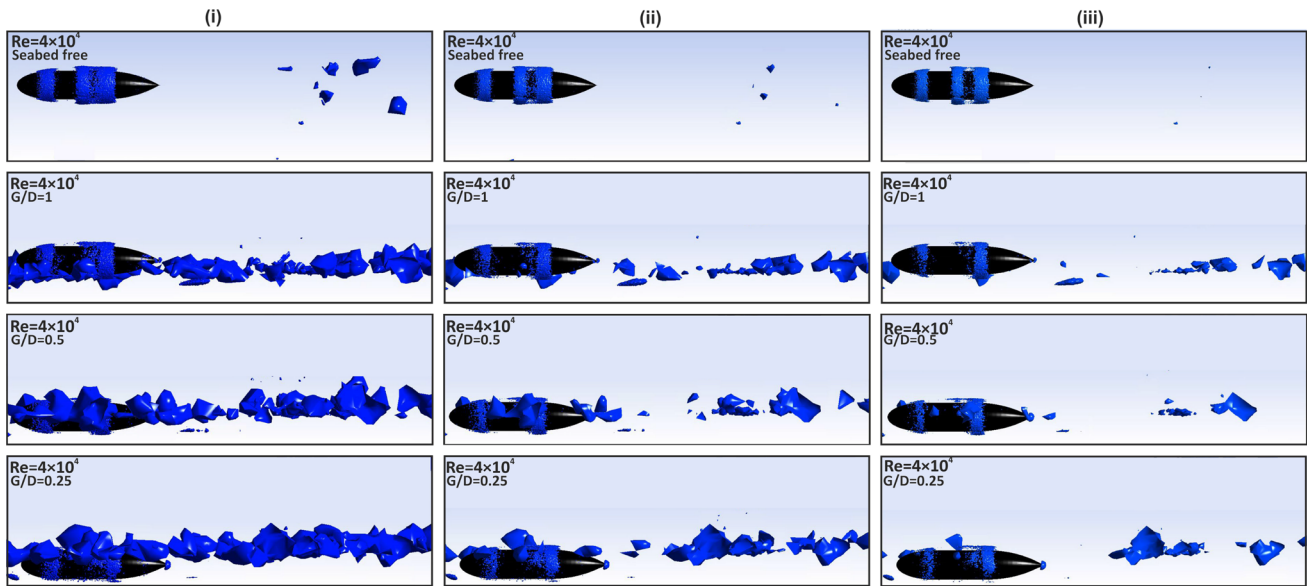 (i)
(ii)
(iii)
Re=4×10⁴
Seabed free
Re=4×10⁴
Seabed free
Re=4×10⁴
Seabed free
Re=4×10⁴
G/D=1
Re=4×10⁴
G/D=1
Re=4×10⁴
G/D=1
Re=4×10⁴
G/D=0.5
Re=4×10⁴
G/D=0.5
Re=4×10⁴
G/D=0.5
Re=4×10⁴
G/D=0.25
Re=4×10⁴
G/D=0.25
Re=4×10⁴
G/D=0.25